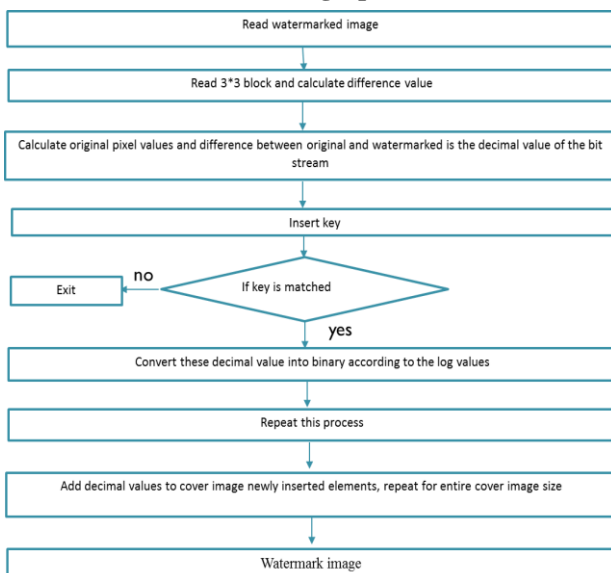 Read watermarked image
Read 3*3 block and calculate difference value
Calculate original pixel values and difference between original and watermarked is the decimal value of the bit
stream
Insert key
no
Exit
If key is matched
yes
Convert these decimal value into binary according to the log values
Repeat this process
Add decimal values to cover image newly inserted elements, repeat for entire cover image size
Watermark image